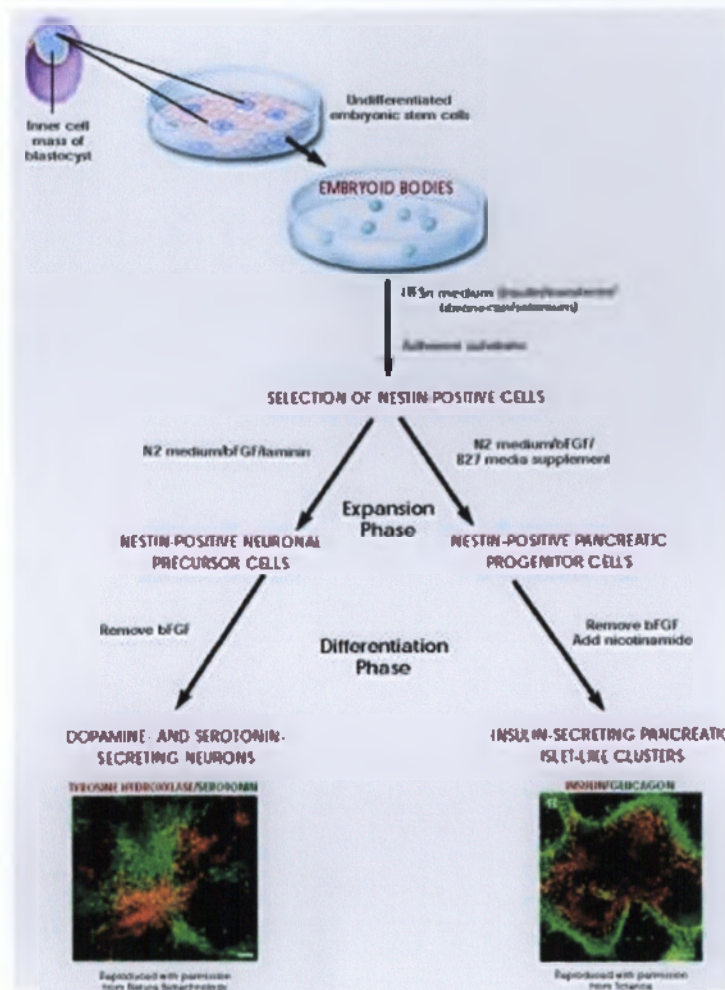 Inner cell
mass of
blastocyst
Undifferentiated
embryonic stem cells
EMBRYOID BODIES
medium
SELECTION OF NESTIN-POSITIVE CELLS
N2 medium/bFGF/laminin
N2 medium/bFGF/
B27 media supplement
Expansion
Phase
NESTIN-POSITIVE NEURONAL
PRECURSOR CELLS
NESTIN-POSITIVE PANCREATIC
PROGENITOR CELLS
Remove bFGF
Remove bFGF
Add nicotinamide
Differentiation
Phase
DOPAMINE- AND SEROTONIN-
SECRETING NEURONS
INSULIN-SECRETING PANCREATIC
ISLET-LIKE CLUSTERS
TYROSINE HYDROXYLASE/SEROTONIN
INSULIN/GLUCAGON
Reproduced with permission
from Nature Biotechnology
Reproduced with permission
from Science